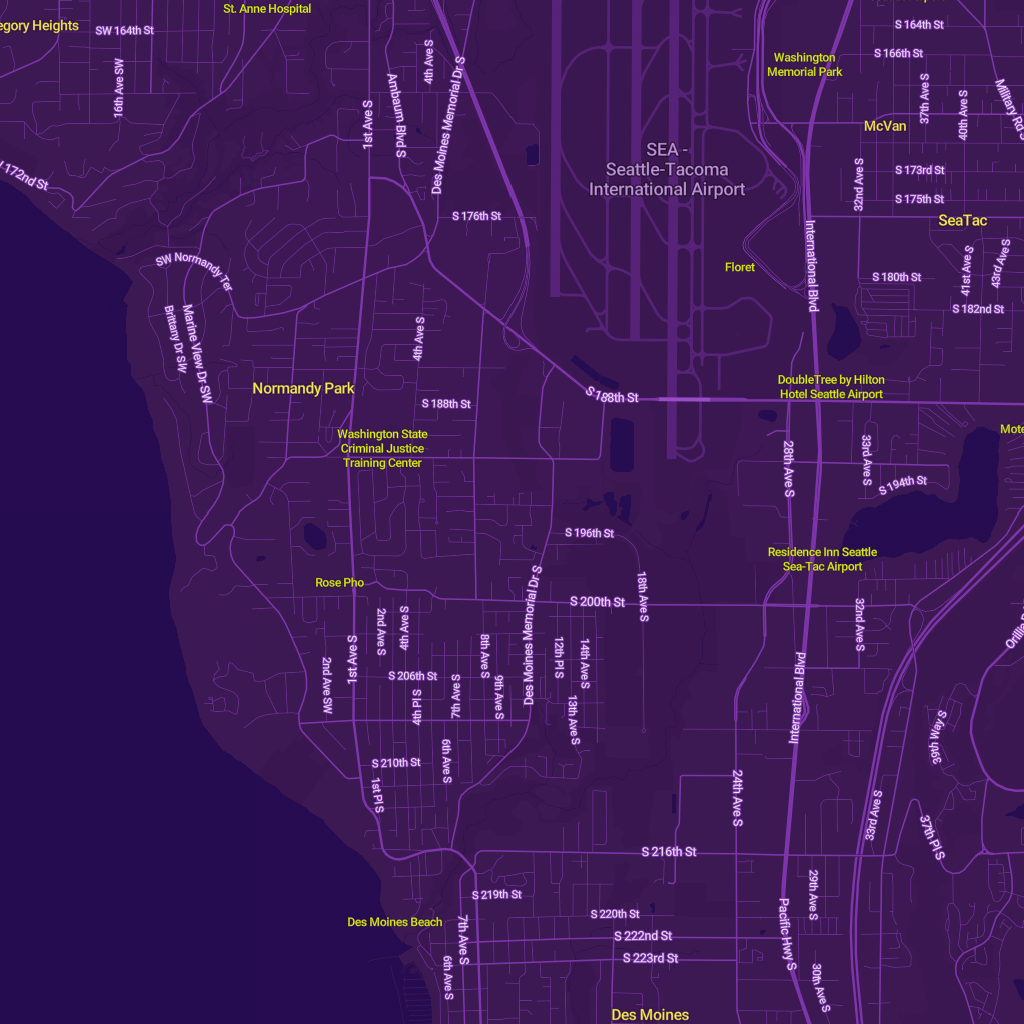 St. Anne Hospital
egory Heights
SW 164th St
S 164th St
S 166th St
Washington
Memorial Park
4th Ave S
16th Ave SW
1st Ave S
Ambaum Blvd S
Des Moines Memorial Dr S
37th Ave S
40th Ave S
Military Rd S
McVan
SEA -
Seattle-Tacoma
International Airport
172nd St
32nd Ave S
S 173rd St
S 175th St
S 176th St
SeaTac
SW Normandy Ter
Floret
International Blvd
S 180th St
41st Ave S
43rd Ave S
S 182nd St
Brittany Dr SW
Marine View Dr SW
4th Ave S
Normandy Park
DoubleTree by Hilton
Hotel Seattle Airport
S 188th St
S 188th St
Washington State
Criminal Justice
Training Center
Mote
28th Ave S
33rd Ave S
S 194th St
S 196th St
Residence Inn Seattle
Sea-Tac Airport
Rose Pho
18th Ave S
S 200th St
2nd Ave S
4th Ave S
1st Ave S
2nd Ave SW
8th Ave S
Des Moines Memorial Dr S
12th Pl S
14th Ave S
32nd Ave S
Orillia
S 206th St
4th Pl S
7th Ave S
9th Ave S
13th Ave S
International Blvd
39th Way S
6th Ave S
S 210th St
1st Pl S
24th Ave S
33rd Ave S
37th Pl S
S 216th St
S 219th St
29th Ave S
Des Moines Beach
7th Ave S
S 220th St
Pacific Hwy S
S 222nd St
S 223rd St
6th Ave S
30th Ave S
Des Moines